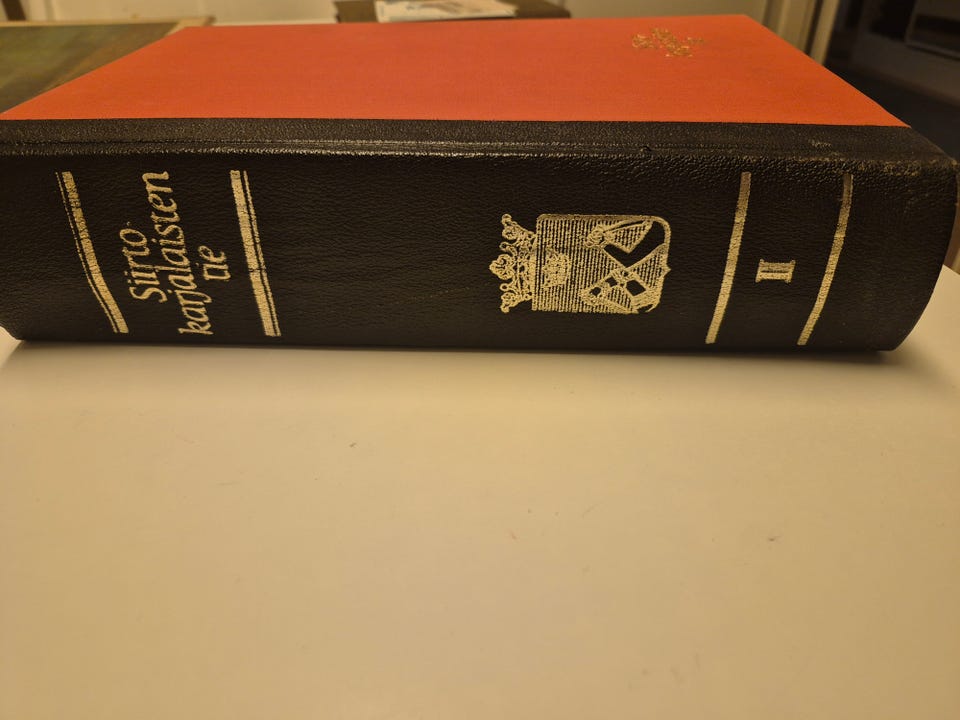 Siirto
karjalaisten
tie
II